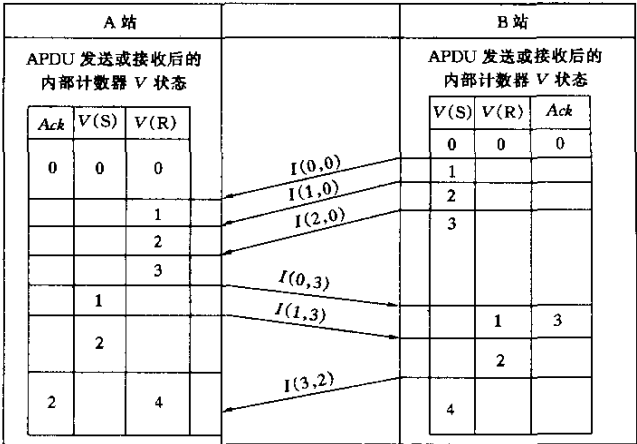 A 站 B 站
APDU 发送或接收后的 APDU 发送或接收后的
内部计数器 V 状态 内部计数器 V 状态
Ack V(S) V(R) V(S) V(R) Ack
0 0 0
0 0 0
I(0,0)
1
I(1,0)
2
1
I(2,0)
3
2
3
I(0,3)
1
I(1,3)
1 3
2
2
I(3,2)
2 4
4